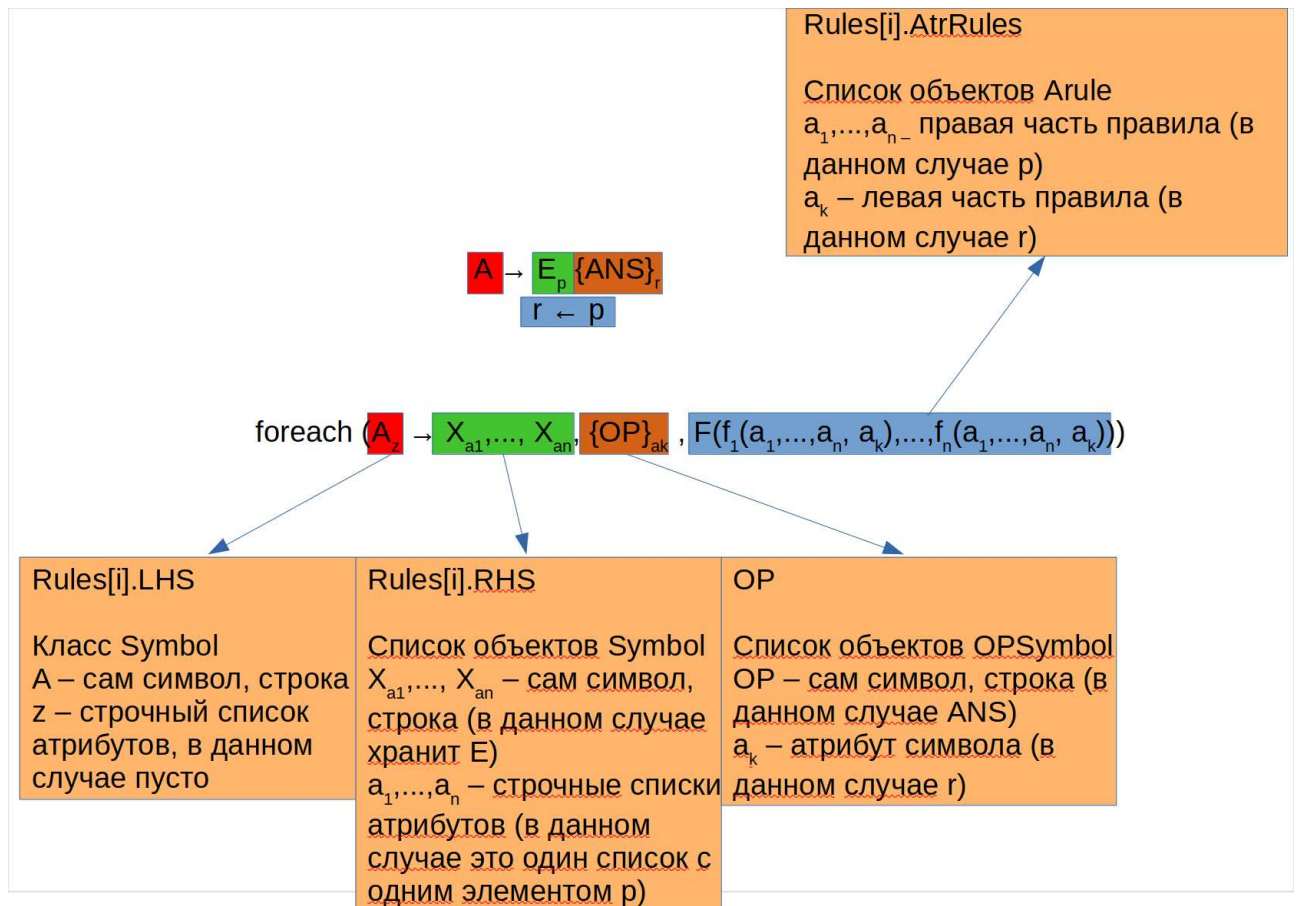 Rules[i].AtrRules
Список объектов Arule
a1,...,an – правая часть правила (в
данном случае p)
ak – левая часть правила (в
данном случае r)
A → Ep {ANS}r
r ← p
foreach (Az → Xa1,..., Xan, {OP}ak , F(f1(a1,...,an, ak),...,fn(a1,...,an, ak)))
Rules[i].LHS
Класс Symbol
A – сам символ, строка
z – строчный список
атрибутов, в данном
случае пусто
Rules[i].RHS
Список объектов Symbol
Xa1,..., Xan – сам символ,
строка (в данном случае
хранит E)
a1,...,an – строчные списки
атрибутов (в данном
случае это один список с
одним элементом p)
OP
Список объектов OPSymbol
OP – сам символ, строка (в
данном случае ANS)
ak – атрибут символа (в
данном случае r)